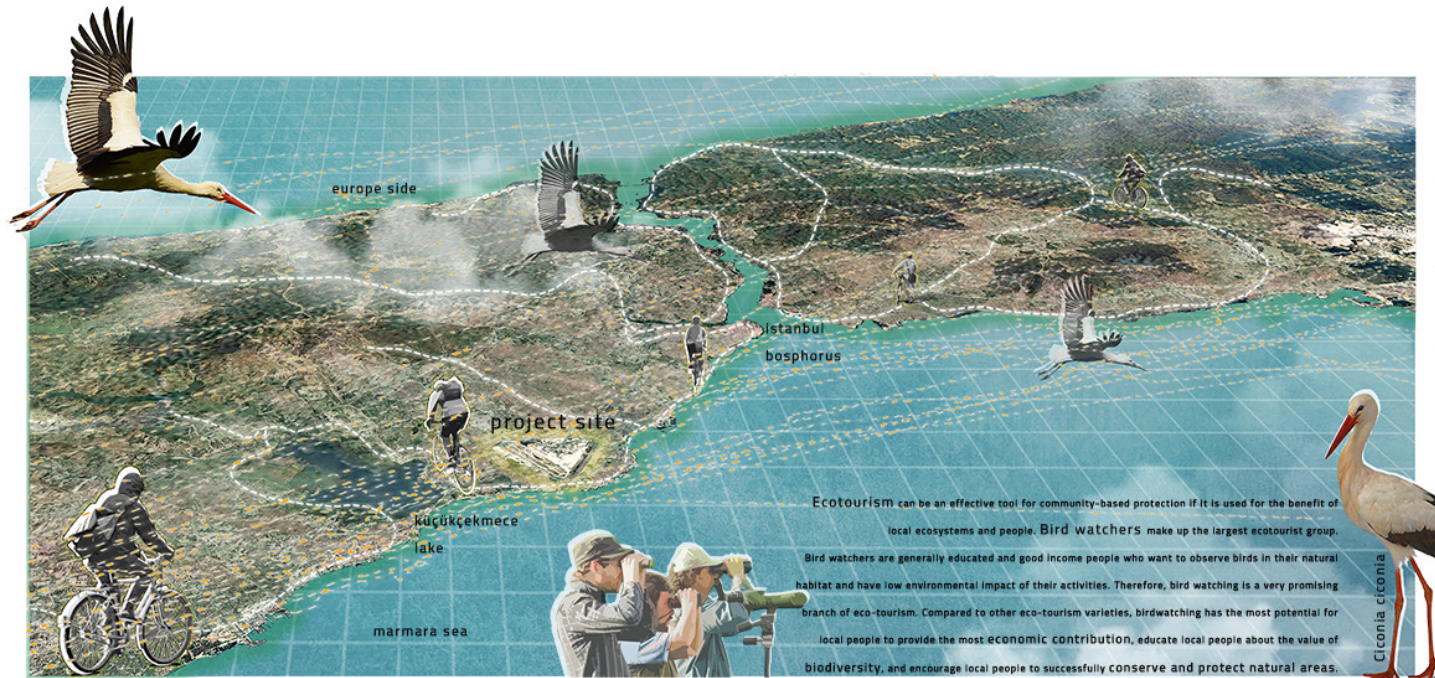 europe side
istanbul
bosphorus
project site
küçükçekmece
lake
marmara sea
Ecotourism can be an effective tool for community-based protection if it is used for the benefit of
local ecosystems and people. Bird watchers make up the largest ecotourist group.
Bird watchers are generally educated and good income people who want to observe birds in their natural
habitat and have low environmental impact of their activities. Therefore, bird watching is a very promising
branch of eco-tourism. Compared to other eco-tourism varieties, birdwatching has the most potential for
local people to provide the most economic contribution, educate local people about the value of
biodiversity, and encourage local people to successfully conserve and protect natural areas.
Ciconia ciconia